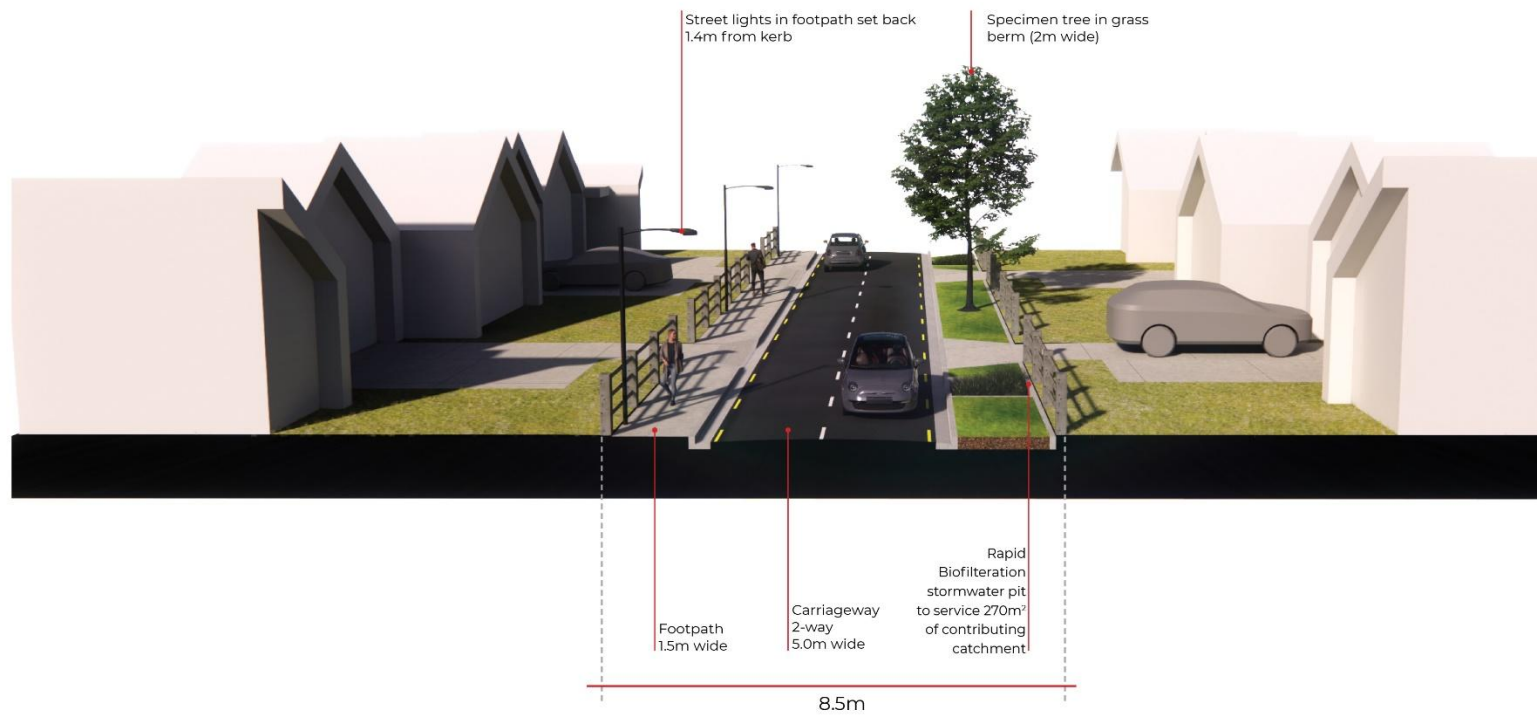 Street lights in footpath set back
1.4m from kerb
Specimen tree in grass
berm (2m wide)
Footpath
1.5m wide
Carriageway
2-way
5.0m wide
Rapid
Biofilteration
stormwater pit
to service 270m²
of contributing
catchment
8.5m